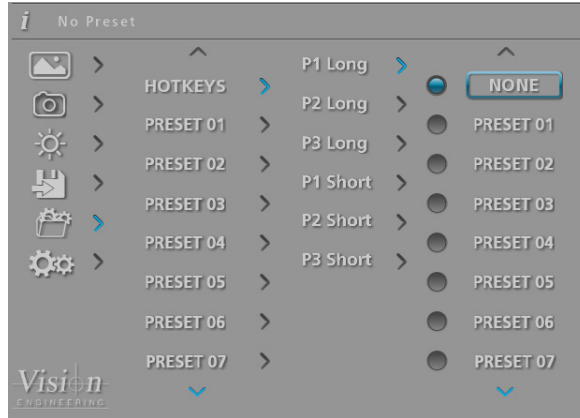 i No Preset
HOTKEYS
PRESET 01
PRESET 02
PRESET 03
PRESET 04
PRESET 05
PRESET 06
PRESET 07
P1 Long
P2 Long
P3 Long
P1 Short
P2 Short
P3 Short
NONE
PRESET 01
PRESET 02
PRESET 03
PRESET 04
PRESET 05
PRESET 06
PRESET 07
Vision
ENGINEERING